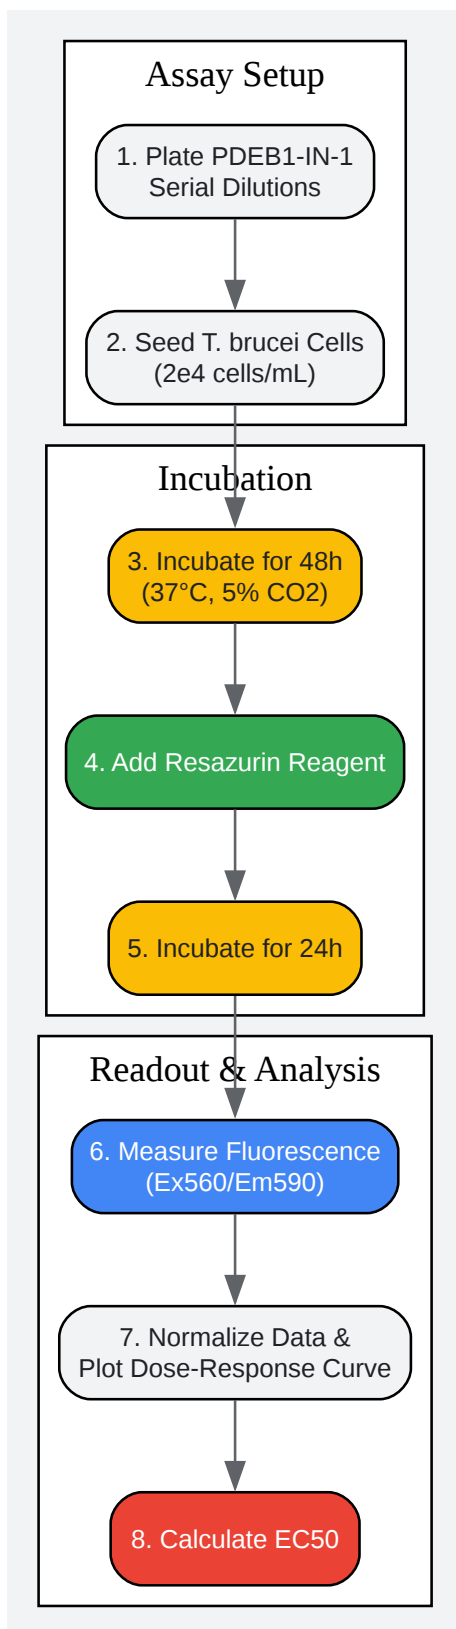 Assay Setup
1. Plate PDEB1-IN-1
Serial Dilutions
2. Seed T. brucei Cells
(2e4 cells/mL)
Incubation
3. Incubate for 48h
(37°C, 5% CO2)
4. Add Resazurin Reagent
5. Incubate for 24h
Readout & Analysis
6. Measure Fluorescence
(Ex560/Em590)
7. Normalize Data &
Plot Dose-Response Curve
8. Calculate EC50